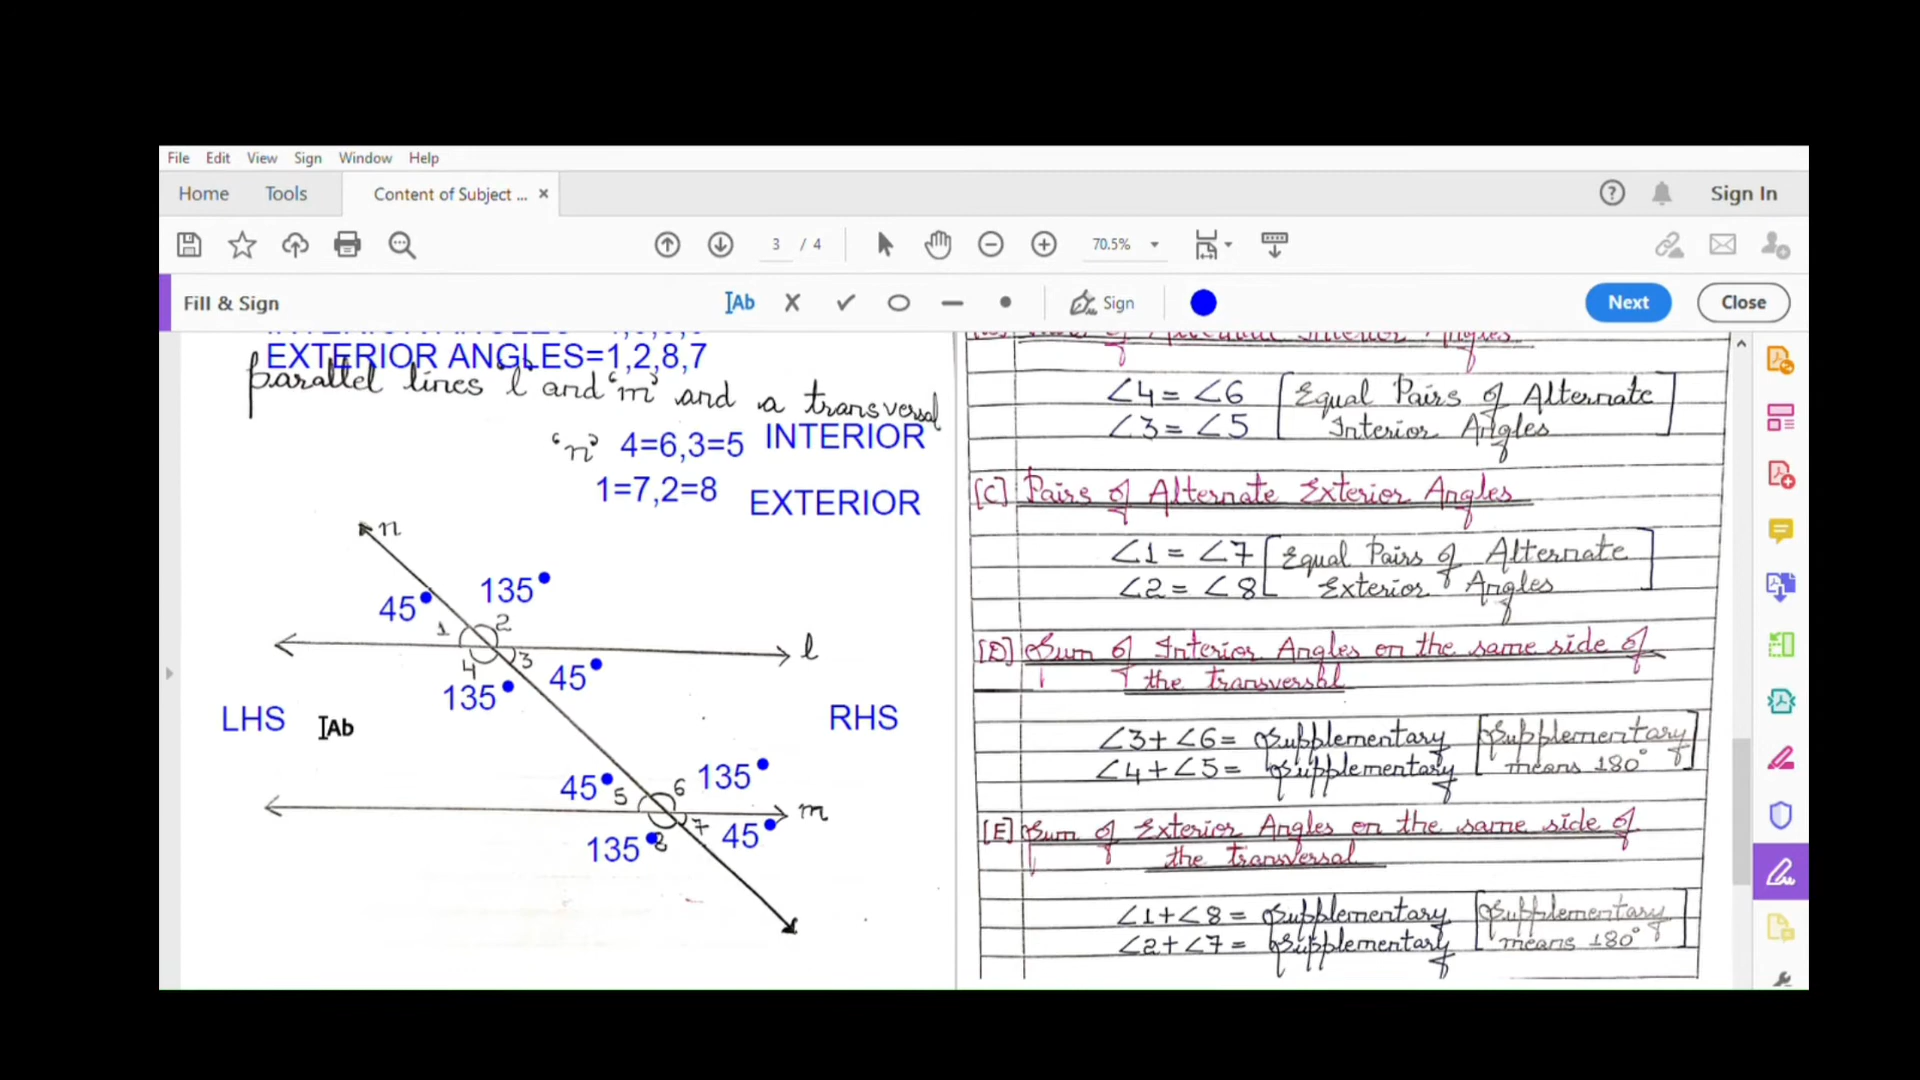 File Edit View Sign Window Help
Home Tools Content of Subject ... × Sign In
3 / 4 70.5%
Fill & Sign IAb Sign Next Close
EXTERIOR ANGLES=1,2,8,7
parallel lines 'l' and 'm' and a transversal
'n' 4=6,3=5 INTERIOR
1=7,2=8 EXTERIOR
n
45 135
1 2
l
4 3
135 45
LHS IAb RHS
45 5 6 135
m
135 8 7 45
∠4 = ∠6 [Equal Pairs of Alternate
∠3 = ∠5 Interior Angles]
[C] Pairs of Alternate Exterior Angles
∠1 = ∠7 [Equal Pairs of Alternate
∠2 = ∠8 Exterior Angles]
[D] Sum of Interior Angles on the same side of
the transversal
∠3+∠6= Supplementary [Supplementary
∠4+∠5= Supplementary means 180°]
[E] Sum of Exterior Angles on the same side of
the transversal
∠1+∠8= Supplementary [Supplementary
∠2+∠7= Supplementary means 180°]